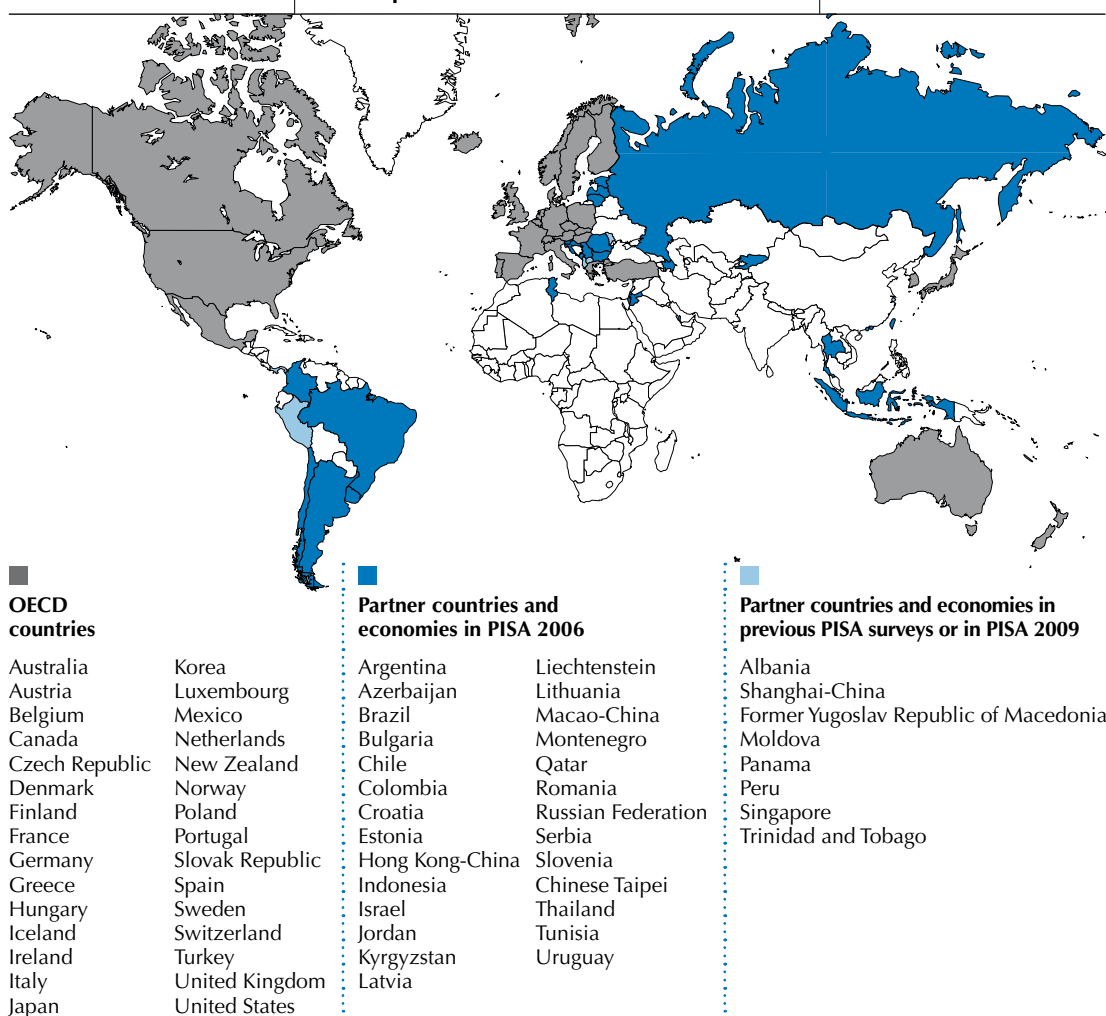 OECD
countries
Australia
Austria
Belgium
Canada
Czech Republic
Denmark
Finland
France
Germany
Greece
Hungary
Iceland
Ireland
Italy
Japan
Korea
Luxembourg
Mexico
Netherlands
New Zealand
Norway
Poland
Portugal
Slovak Republic
Spain
Sweden
Switzerland
Turkey
United Kingdom
United States
Partner countries and
economies in PISA 2006
Argentina
Azerbaijan
Brazil
Bulgaria
Chile
Colombia
Croatia
Estonia
Hong Kong-China
Indonesia
Israel
Jordan
Kyrgyzstan
Latvia
Liechtenstein
Lithuania
Macao-China
Montenegro
Qatar
Romania
Russian Federation
Serbia
Slovenia
Chinese Taipei
Thailand
Tunisia
Uruguay
Partner countries and economies in
previous PISA surveys or in PISA 2009
Albania
Shanghai-China
Former Yugoslav Republic of Macedonia
Moldova
Panama
Peru
Singapore
Trinidad and Tobago